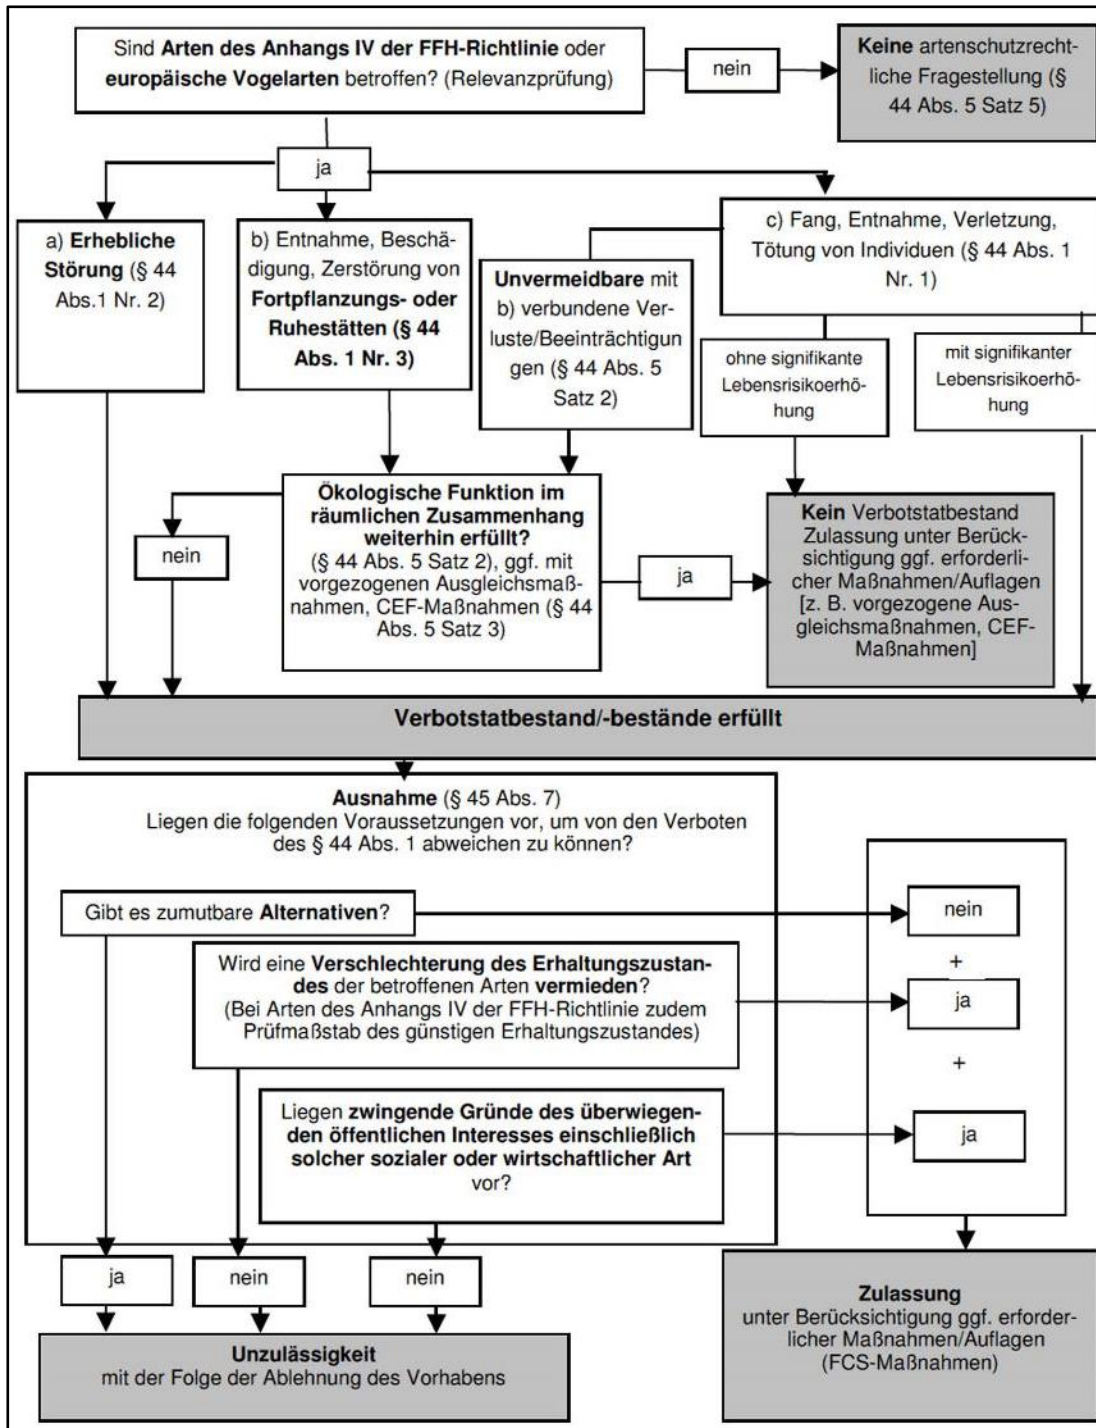 Sind Arten des Anhangs IV der FFH-Richtlinie oder
europäische Vogelarten betroffen? (Relevanzprüfung)
nein
Keine artenschutzrecht-
liche Fragestellung (§
44 Abs. 5 Satz 5)
ja
a) Erhebliche
Störung (§ 44
Abs.1 Nr. 2)
b) Entnahme, Beschä-
digung, Zerstörung von
Fortpflanzungs- oder
Ruhestätten (§ 44
Abs. 1 Nr. 3)
Unvermeidbare mit
b) verbundene Ver-
luste/Beeinträchtigun
gen (§ 44 Abs. 5
Satz 2)
c) Fang, Entnahme, Verletzung,
Tötung von Individuen (§ 44 Abs. 1
Nr. 1)
ohne signifikante
Lebensrisikoerhö-
hung
mit signifikanter
Lebensrisikoerhö-
hung
Ökologische Funktion im
räumlichen Zusammenhang
weiterhin erfüllt?
(§ 44 Abs. 5 Satz 2), ggf. mit
vorgezogenen Ausgleichsmaß-
nahmen, CEF-Maßnahmen (§ 44
Abs. 5 Satz 3)
nein
ja
Kein Verbotstatbestand
Zulassung unter Berück-
sichtigung ggf. erforderli-
cher Maßnahmen/Auflagen
[z. B. vorgezogene Aus-
gleichsmaßnahmen, CEF-
Maßnahmen]
Verbotstatbestand/-bestände erfüllt
Ausnahme (§ 45 Abs. 7)
Liegen die folgenden Voraussetzungen vor, um von den Verboten
des § 44 Abs. 1 abweichen zu können?
Gibt es zumutbare Alternativen?
nein
+
Wird eine Verschlechterung des Erhaltungszustan-
des der betroffenen Arten vermieden?
(Bei Arten des Anhangs IV der FFH-Richtlinie zudem
Prüfmaßstab des günstigen Erhaltungszustandes)
ja
+
Liegen zwingende Gründe des überwiegen-
den öffentlichen Interesses einschließlich
solcher sozialer oder wirtschaftlicher Art
vor?
ja
ja
nein
nein
Unzulässigkeit
mit der Folge der Ablehnung des Vorhabens
Zulassung
unter Berücksichtigung ggf. erforder-
licher Maßnahmen/Auflagen
(FCS-Maßnahmen)